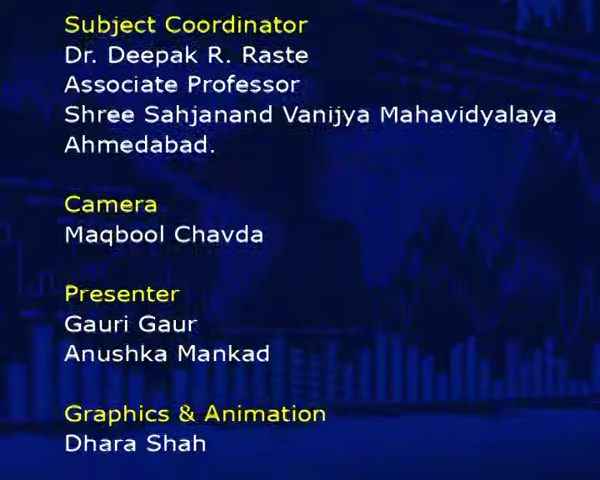 Subject Coordinator
Dr. Deepak R. Raste
Associate Professor
Shree Sahjanand Vanijya Mahavidyalaya
Ahmedabad.
Camera
Maqbool Chavda
Presenter
Gauri Gaur
Anushka Mankad
Graphics & Animation
Dhara Shah